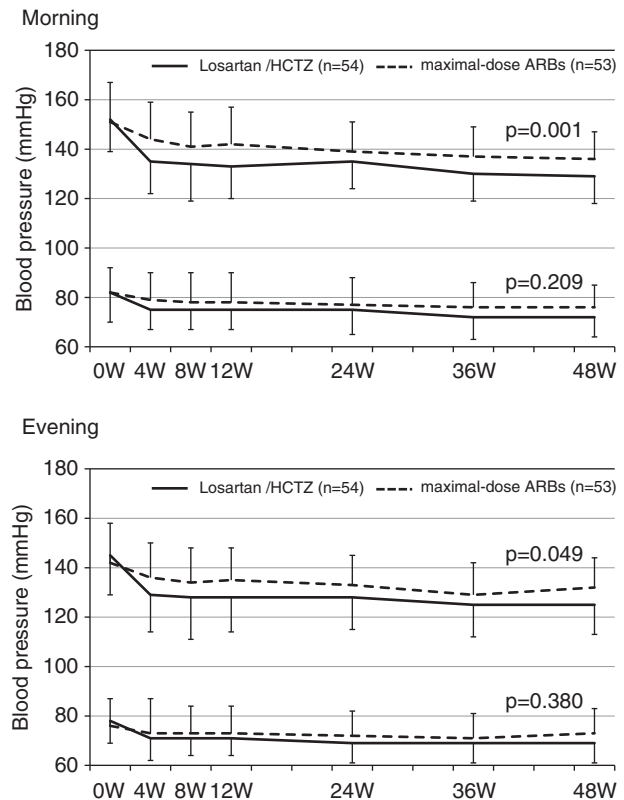 Morning
180
Losartan /HCTZ (n=54) maximal-dose ARBs (n=53)
160
p=0.001
140
120
100
p=0.209
80
60
Blood pressure (mmHg)
0W 4W 8W 12W 24W 36W 48W
Evening
180
Losartan /HCTZ (n=54) maximal-dose ARBs (n=53)
160
p=0.049
140
120
100
p=0.380
80
60
Blood pressure (mmHg)
0W 4W 8W 12W 24W 36W 48W